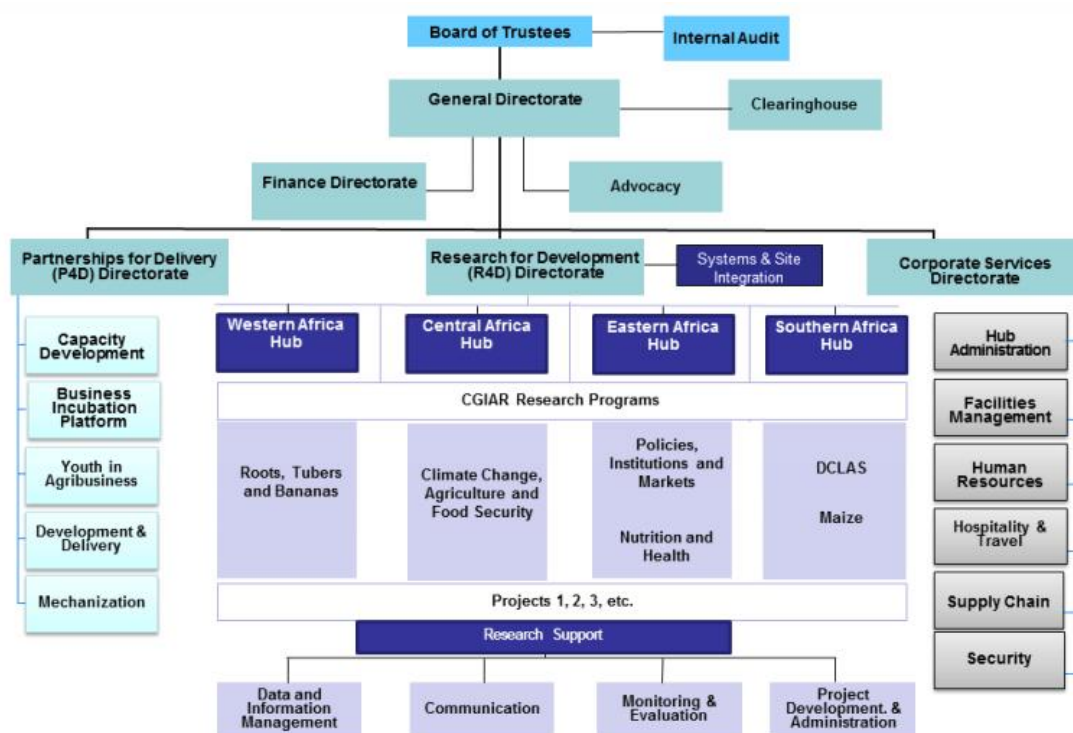 Board of Trustees
Internal Audit
General Directorate
Clearinghouse
Finance Directorate
Advocacy
Partnerships for Delivery
(P4D) Directorate
Research for Development
(R4D) Directorate
Systems & Site
Integration
Corporate Services
Directorate
Capacity
Development
Business
Incubation
Platform
Youth in
Agribusiness
Development &
Delivery
Mechanization
Western Africa
Hub
Central Africa
Hub
Eastern Africa
Hub
Southern Africa
Hub
CGIAR Research Programs
Roots, Tubers
and Bananas
Climate Change,
Agriculture and
Food Security
Policies,
Institutions and
Markets
Nutrition and
Health
DCLAS
Maize
Projects 1, 2, 3, etc.
Research Support
Data and
Information
Management
Communication
Monitoring &
Evaluation
Project
Development. &
Administration
Hub
Administration
Facilities
Management
Human
Resources
Hospitality &
Travel
Supply Chain
Security